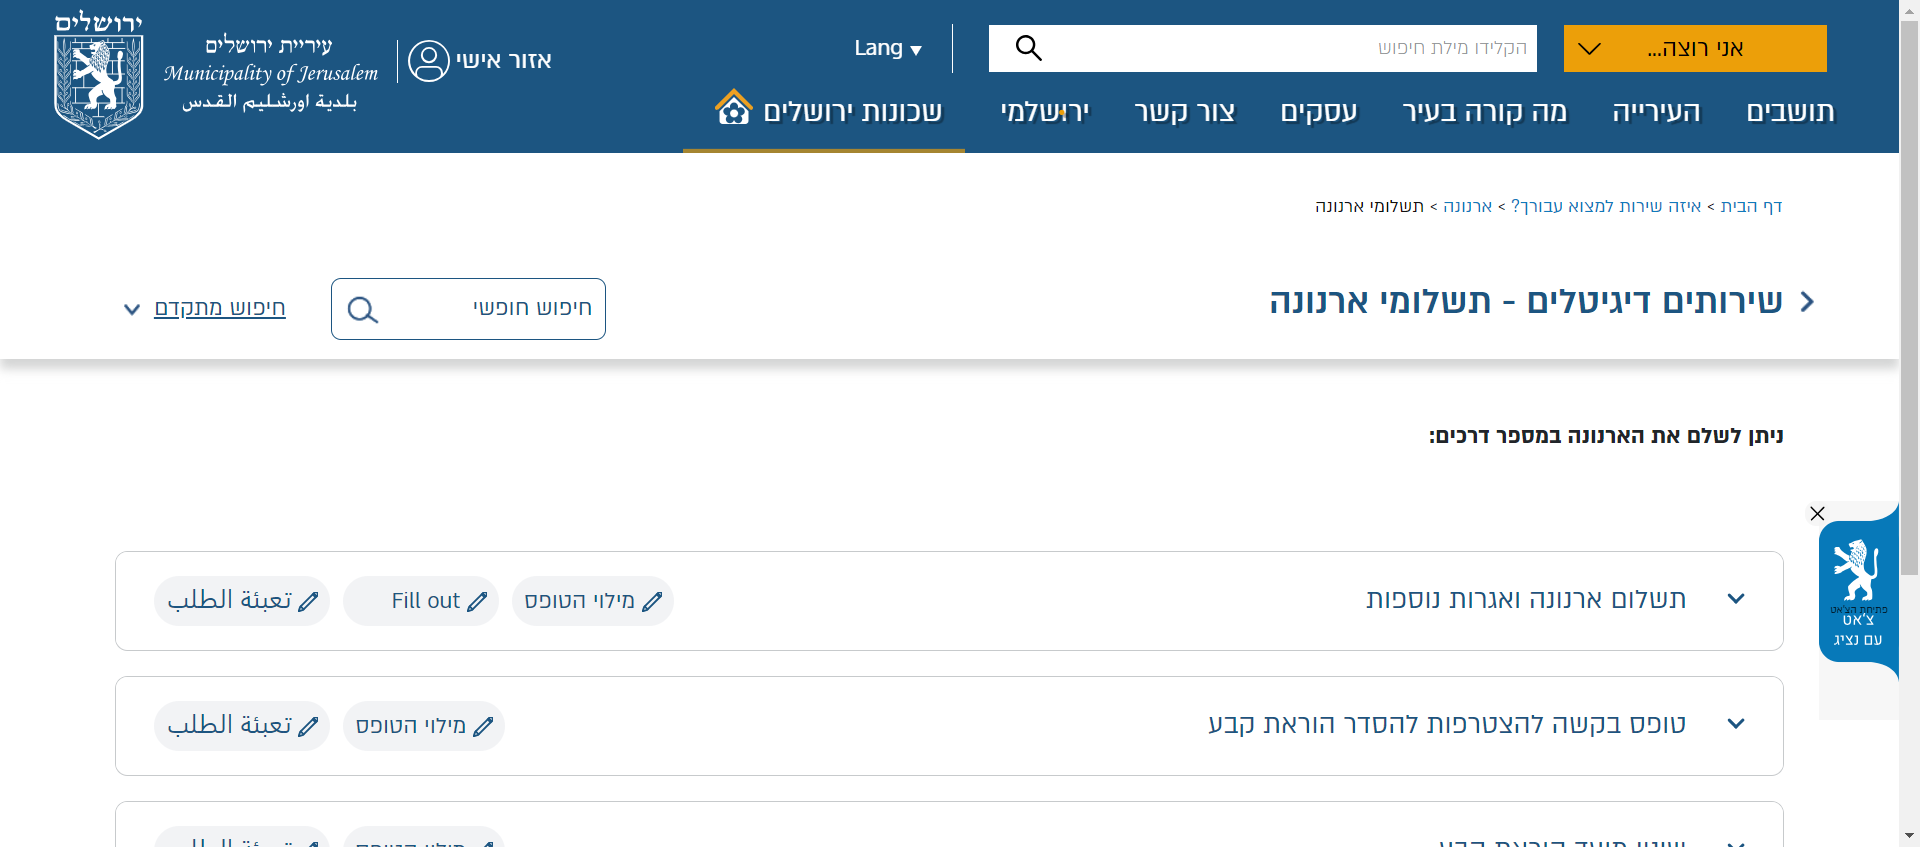 אני רוצה...
הקלידו מילת חיפוש
Lang
אזור אישי
עיריית ירושלים
Municipality of Jerusalem
بلدية اورشليم القدس
ירושלים
תושבים
העירייה
מה קורה בעיר
עסקים
צור קשר
ירושלמי
שכונות ירושלים
דף הבית > איזה שירות למצוא עבורך? > ארנונה > תשלומי ארנונה
שירותים דיגיטלים - תשלומי ארנונה
חיפוש חופשי
חיפוש מתקדם
ניתן לשלם את הארנונה במספר דרכים:
פתיחת הצ'אט
צ'אט
עם נציג
תשלום ארנונה ואגרות נוספות
מילוי הטופס
Fill out
تعبئة الطلب
טופס בקשה להצטרפות להסדר הוראת קבע
מילוי הטופס
تعبئة الطلب